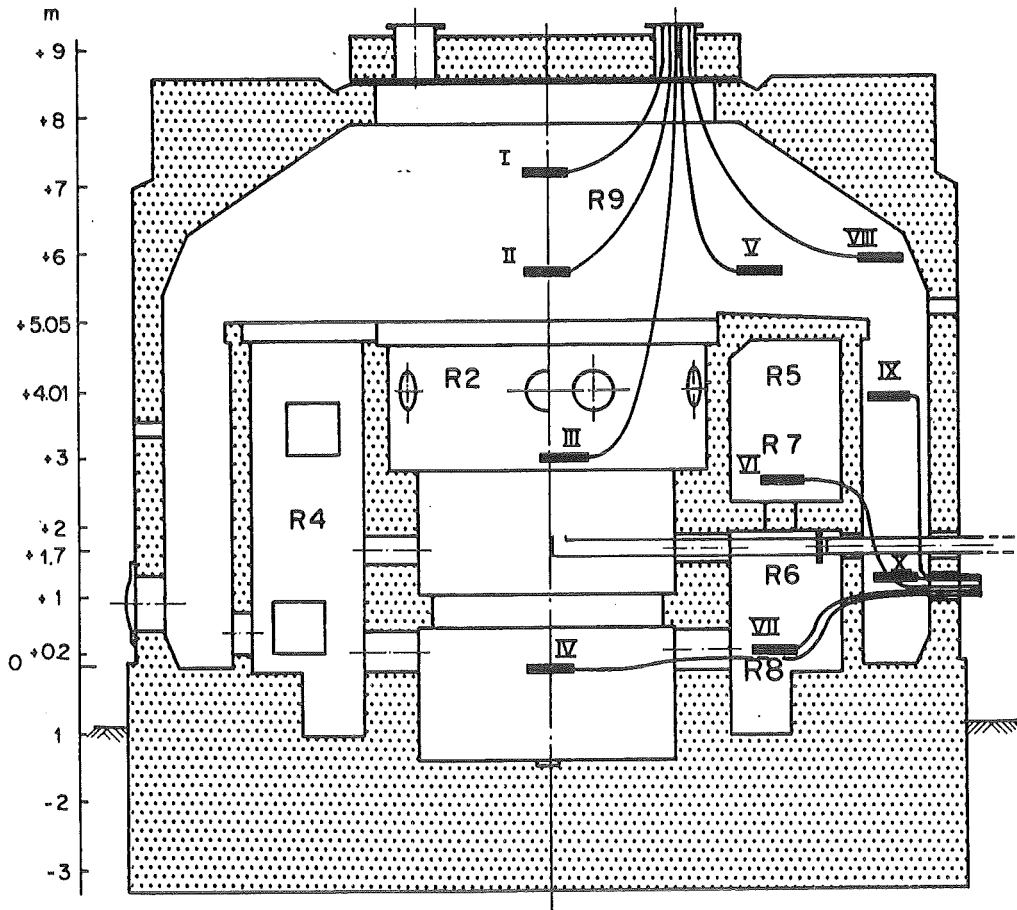 m
+9
+8
+7
+6
+5.05
+4.01
+3
+2
+1.7
+1
+0.2
0
1
-2
-3
I
R9
II
V
VIII
R2
R5
IX
III
R7
VI
R4
R6
X
IV
VII
R8